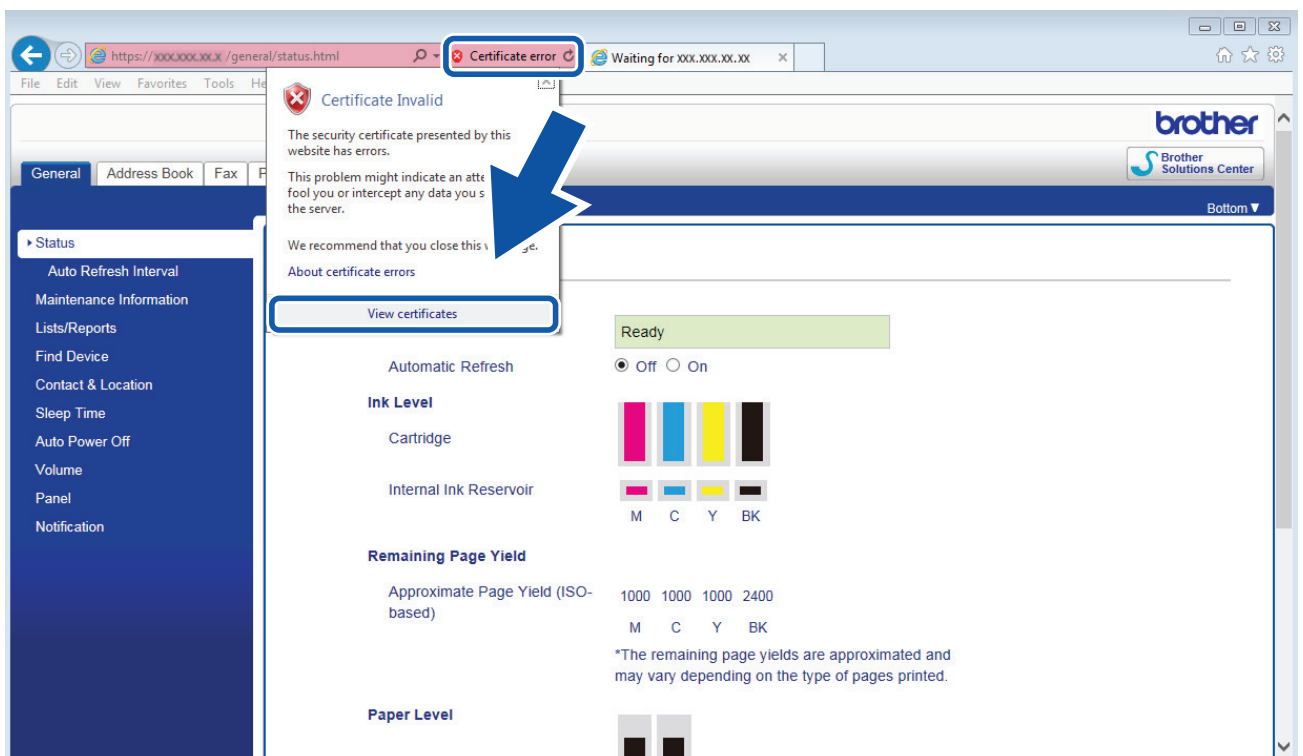 https://xxx.xxx.xx.x /general/status.html
Certificate error
Waiting for xxx.xxx.xx.xx
File Edit View Favorites Tools He
Certificate Invalid
The security certificate presented by this
website has errors.
This problem might indicate an atte
fool you or intercept any data you s
the server.
We recommend that you close this w ge.
About certificate errors
View certificates
brother
Brother
Solutions Center
General Address Book Fax P
Bottom▼
Status
Auto Refresh Interval
Maintenance Information
Lists/Reports
Find Device
Contact & Location
Sleep Time
Auto Power Off
Volume
Panel
Notification
Ready
Automatic Refresh Off On
Ink Level
Cartridge
Internal Ink Reservoir
M C Y BK
Remaining Page Yield
Approximate Page Yield (ISO-
based)
1000 1000 1000 2400
M C Y BK
*The remaining page yields are approximated and
may vary depending on the type of pages printed.
Paper Level